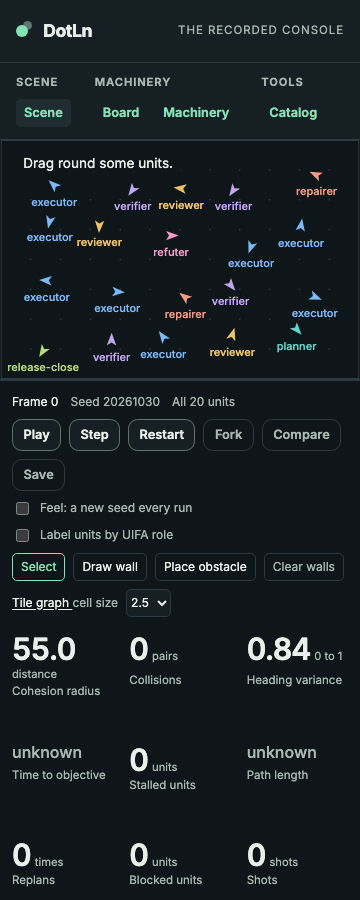 DotLn
THE RECORDED CONSOLE
SCENE MACHINERY TOOLS
Scene Board Machinery Catalog
Drag round some units.
executor verifier reviewer verifier repairer
executor reviewer refuter executor executor
executor executor repairer verifier executor
release-close verifier executor reviewer planner
Frame 0 Seed 20261030 All 20 units
Play Step Restart Fork Compare
Save
Feel: a new seed every run
Label units by UIFA role
Select Draw wall Place obstacle Clear walls
Tile graph cell size 2.5
55.0 distance 0 pairs 0.84 0 to 1
Cohesion radius Collisions Heading variance
unknown 0 units unknown
Time to objective Stalled units Path length
0 times 0 units 0 shots
Replans Blocked units Shots